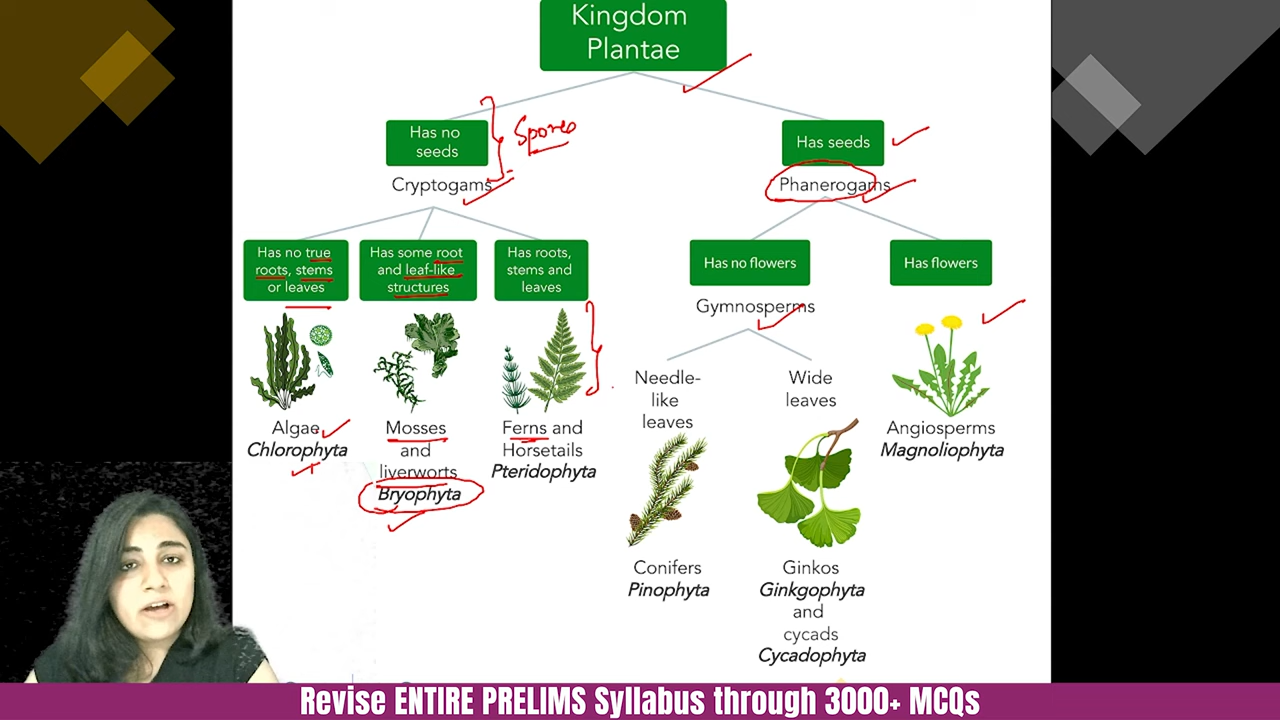 Kingdom
Plantae
Has no
seeds
Spores
Has seeds
Cryptogams
Phanerogams
Has no true
roots, stems
or leaves
Has some root
and leaf-like
structures
Has roots,
stems and
leaves
Has no flowers
Has flowers
Gymnosperms
Needle-
like
leaves
Wide
leaves
Algae
Chlorophyta
Mosses
and
liverworts
Bryophyta
Ferns and
Horsetails
Pteridophyta
Angiosperms
Magnoliophyta
Conifers
Pinophyta
Ginkos
Ginkgophyta
and
cycads
Cycadophyta
Revise ENTIRE PRELIMS Syllabus through 3000+ MCQs